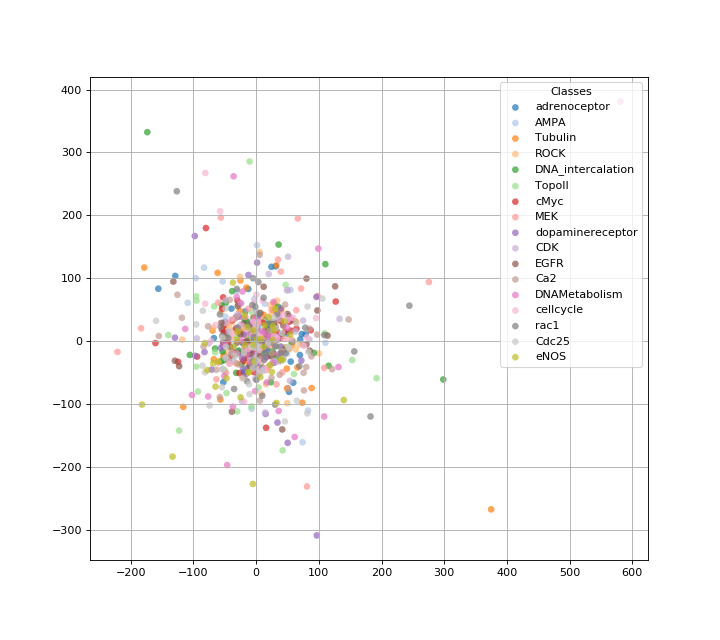 400
300
200
100
0
−100
−200
−300
−200
−100
0
100
200
300
400
500
600
Classes
adrenoceptor
AMPA
Tubulin
ROCK
DNA_intercalation
TopoII
cMyc
MEK
dopaminereceptor
CDK
EGFR
Ca2
DNAMetabolism
cellcycle
rac1
Cdc25
eNOS